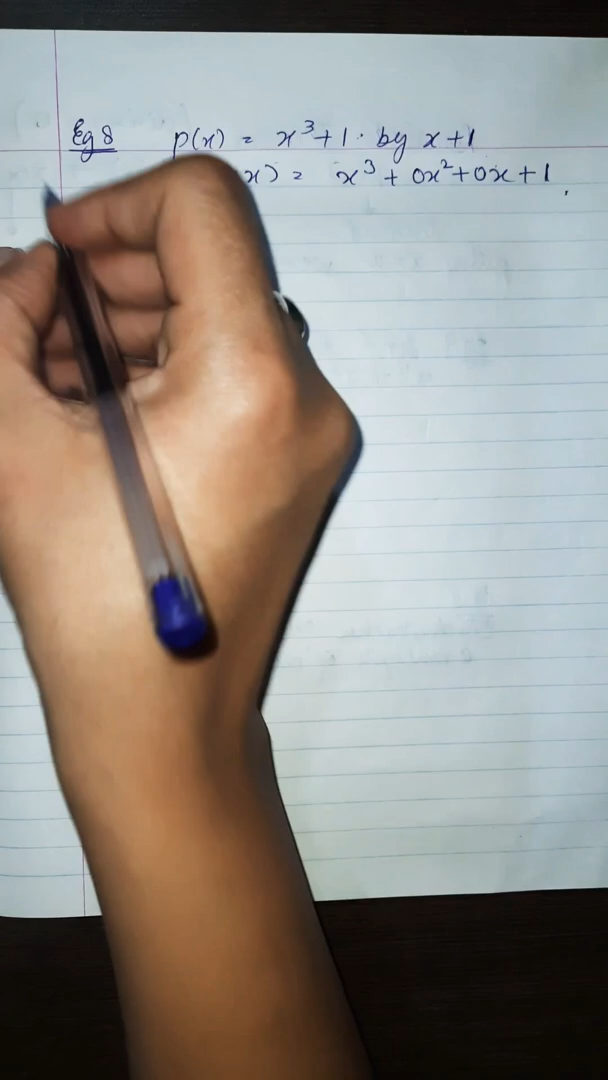 Eg 8 p(x) = x³+1. by x+1
x) = x³ + 0x²+0x+1